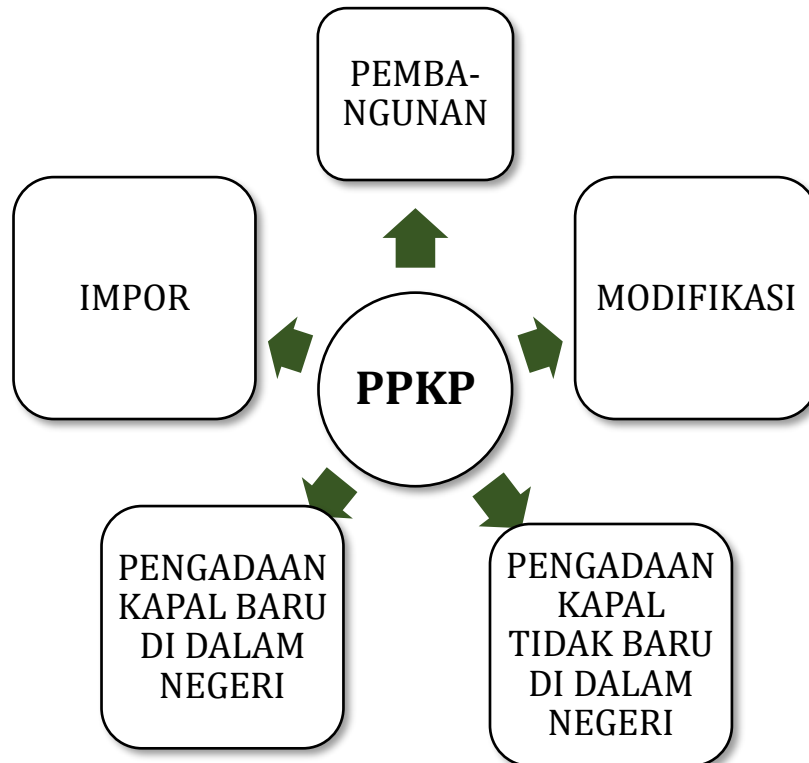 PEMBA-
NGUNAN
IMPOR
MODIFIKASI
PPKP
PENGADAAN
KAPAL BARU
DI DALAM
NEGERI
PENGADAAN
KAPAL
TIDAK BARU
DI DALAM
NEGERI